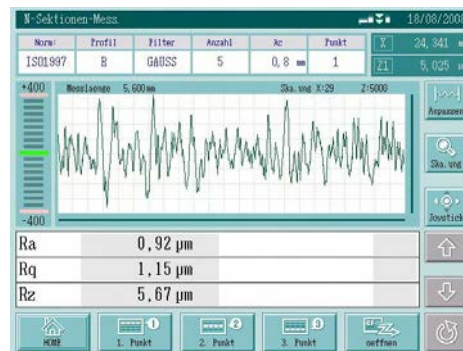 N-Sektionen-Mess. 18/08/2008
Norm: Profil Filter Anzahl λc Punkt X 24,341 m
ISO1997 R GAUSS 5 0,8 mm 1 Z1 5,025 µ
+400 Messlaenge 5,600 mm Ska. ung X:29 Z:5000
Anpassen
Ska. ung
Joystick
-400
Ra 0,92 µm
Rq 1,15 µm
Rz 5,67 µm
HOME 1. Punkt 2. Punkt 3. Punkt oeffnen